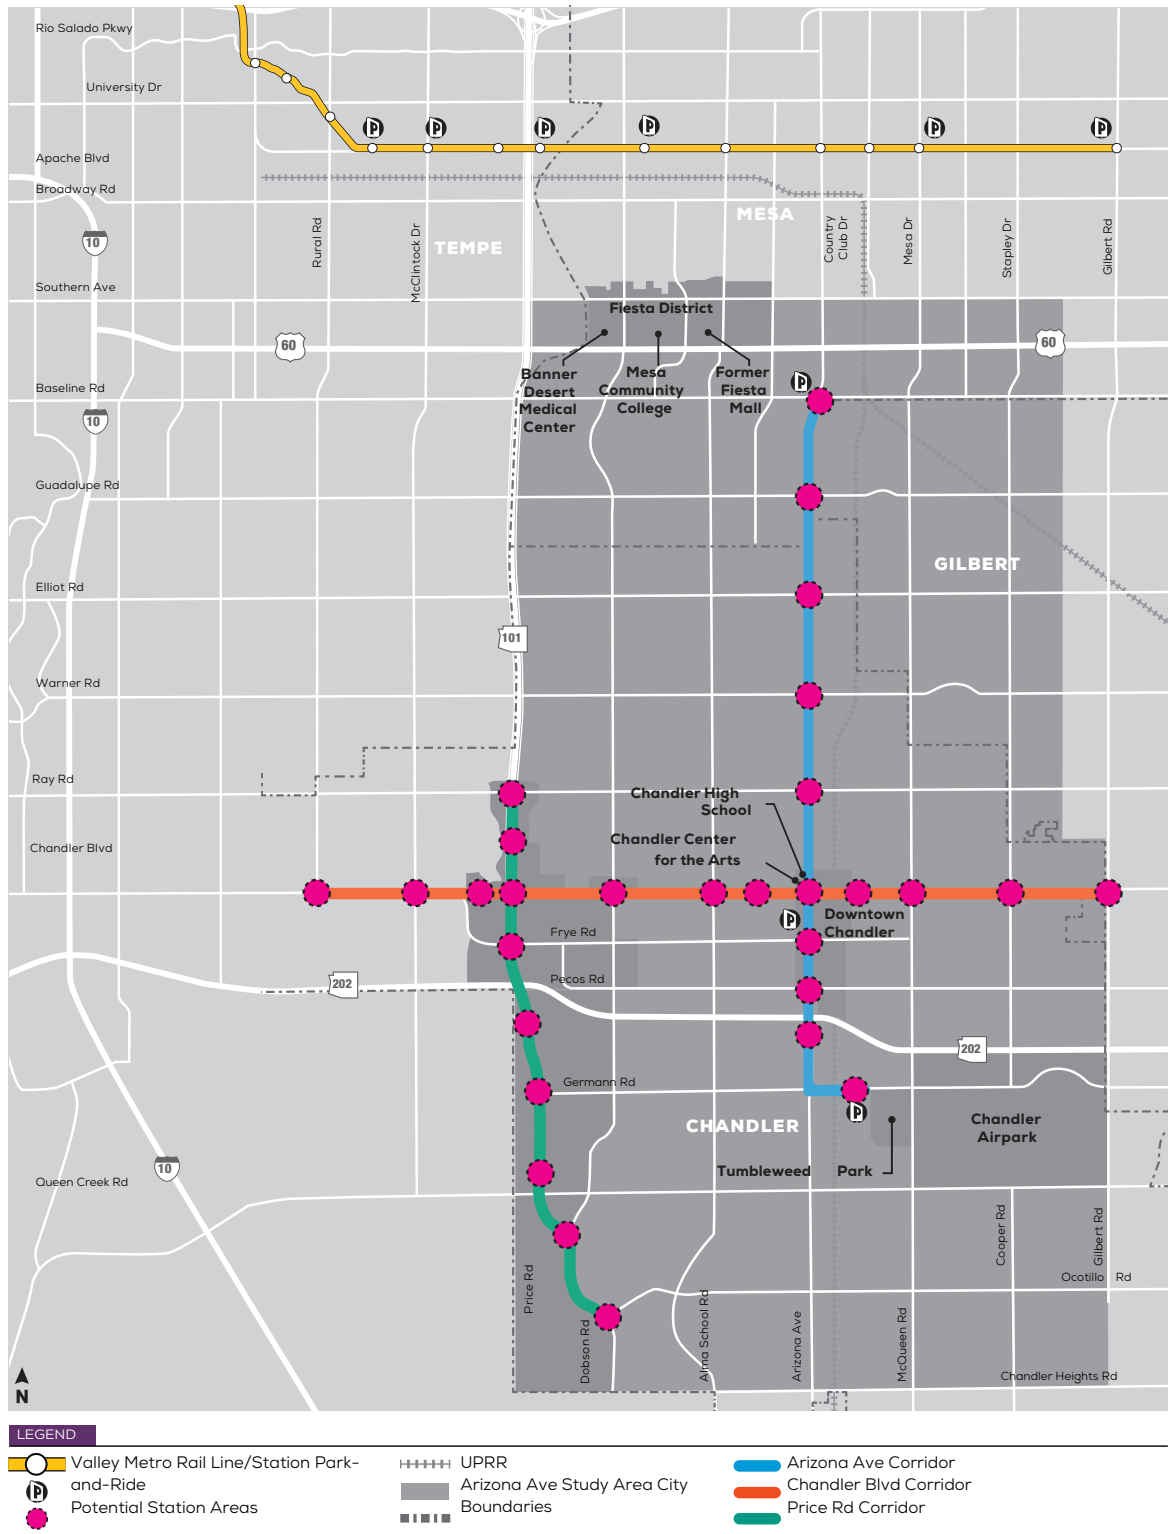 Rio Salado Pkwy
University Dr
P
P
P
P
P
P
Apache Blvd
Broadway Rd
10
TEMPE
MESA
Rural Rd
McClintock Dr
Country
Club Dr
Mesa Dr
Stapley Dr
Gilbert Rd
Southern Ave
Fiesta District
60
60
Baseline Rd
Banner
Desert
Medical
Center
Mesa
Community
College
Former
Fiesta
Mall
P
10
Guadalupe Rd
GILBERT
Elliot Rd
101
Warner Rd
Ray Rd
Chandler High
School
Chandler Center
for the Arts
Chandler Blvd
P
Downtown
Chandler
Frye Rd
Pecos Rd
202
202
Germann Rd
P
CHANDLER
Chandler
Airpark
Tumbleweed Park
10
Queen Creek Rd
Price Rd
Dobson Rd
Alma School Rd
Arizona Ave
McQueen Rd
Cooper Rd
Gilbert Rd
Ocotillo Rd
Chandler Heights Rd
N
LEGEND
Valley Metro Rail Line/Station Park-
and-Ride
P
Potential Station Areas
UPRR
Arizona Ave Study Area City
Boundaries
Arizona Ave Corridor
Chandler Blvd Corridor
Price Rd Corridor